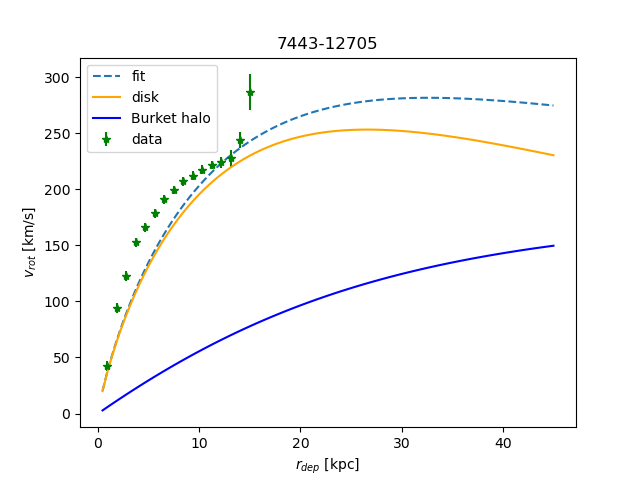 7443-12705
fit
disk
Burket halo
data
300
250
200
150
100
50
0
v_rot [km/s]
0 10 20 30 40
r_dep [kpc]